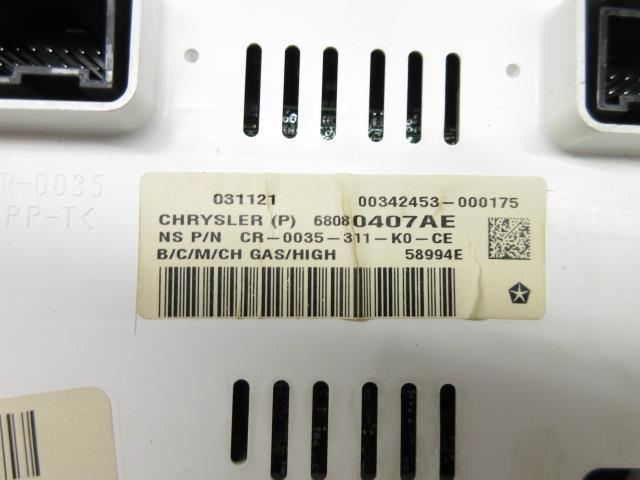 R-0035
PP-T<
031121 00342453-000175
CHRYSLER (P) 68080407AE
NS P/N CR-0035-311-K0-CE
B/C/M/CH GAS/HIGH 58994E